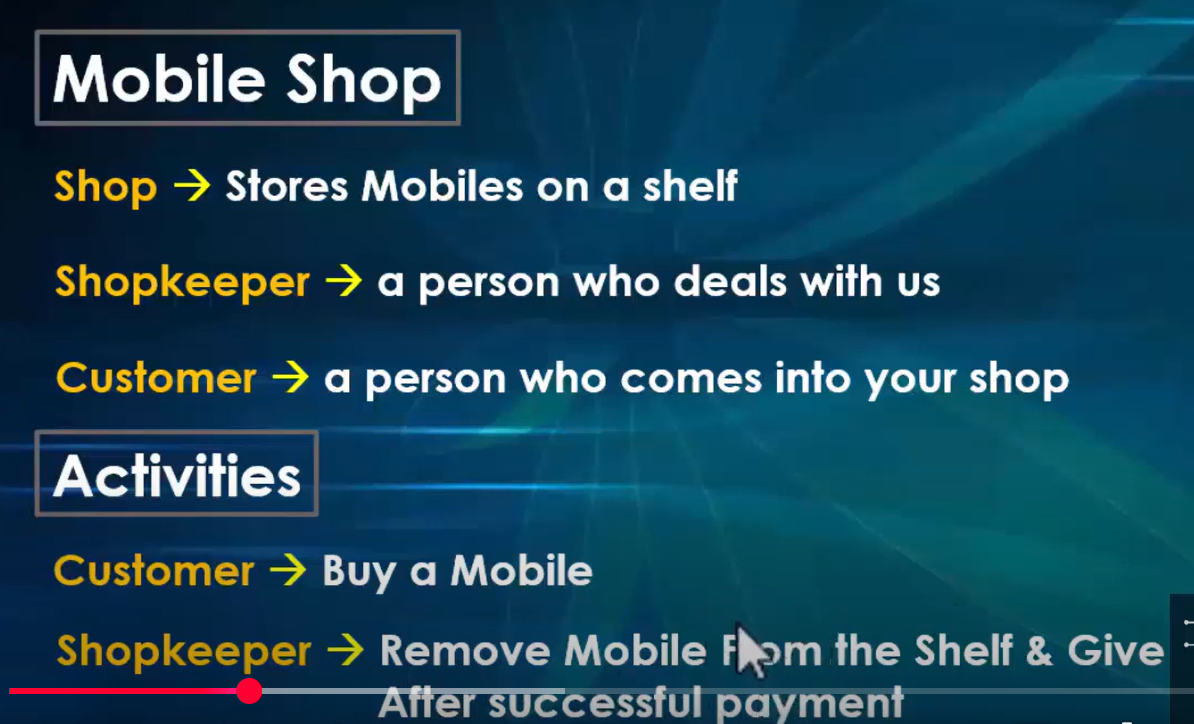 Mobile Shop
Shop → Stores Mobiles on a shelf
Shopkeeper → a person who deals with us
Customer → a person who comes into your shop
Activities
Customer → Buy a Mobile
Shopkeeper → Remove Mobile From the Shelf & Give
After successful payment